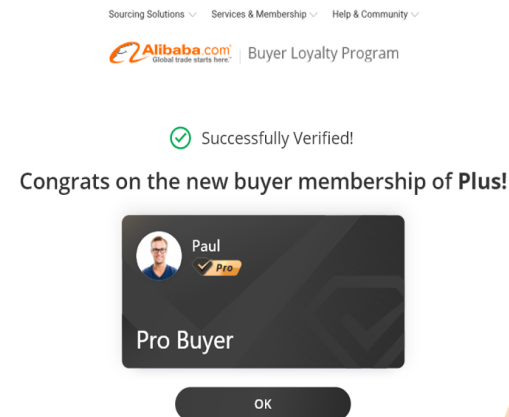 Sourcing Solutions Services & Membership Help & Community
Alibaba.com Buyer Loyalty Program
Global trade starts here.™
Successfully Verified!
Congrats on the new buyer membership of Plus!
Paul
Pro
Pro Buyer
OK